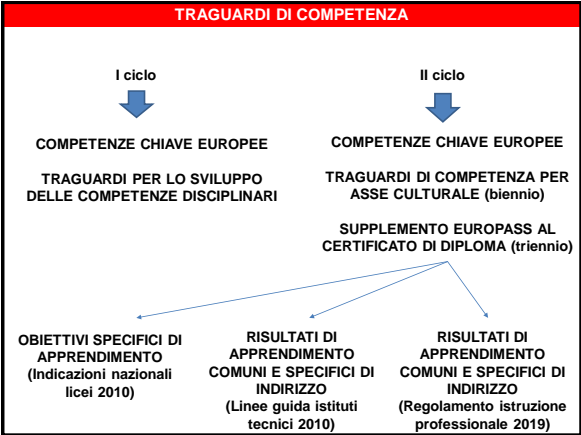 TRAGUARDI DI COMPETENZA
I ciclo
COMPETENZE CHIAVE EUROPEE
TRAGUARDI PER LO SVILUPPO
DELLE COMPETENZE DISCIPLINARI
II ciclo
COMPETENZE CHIAVE EUROPEE
TRAGUARDI DI COMPETENZA PER
ASSE CULTURALE (biennio)
SUPPLEMENTO EUROPASS AL
CERTIFICATO DI DIPLOMA (triennio)
OBIETTIVI SPECIFICI DI
APPRENDIMENTO
(Indicazioni nazionali
licei 2010)
RISULTATI DI
APPRENDIMENTO
COMUNI E SPECIFICI DI
INDIRIZZO
(Linee guida istituti
tecnici 2010)
RISULTATI DI
APPRENDIMENTO
COMUNI E SPECIFICI DI
INDIRIZZO
(Regolamento istruzione
professionale 2019)